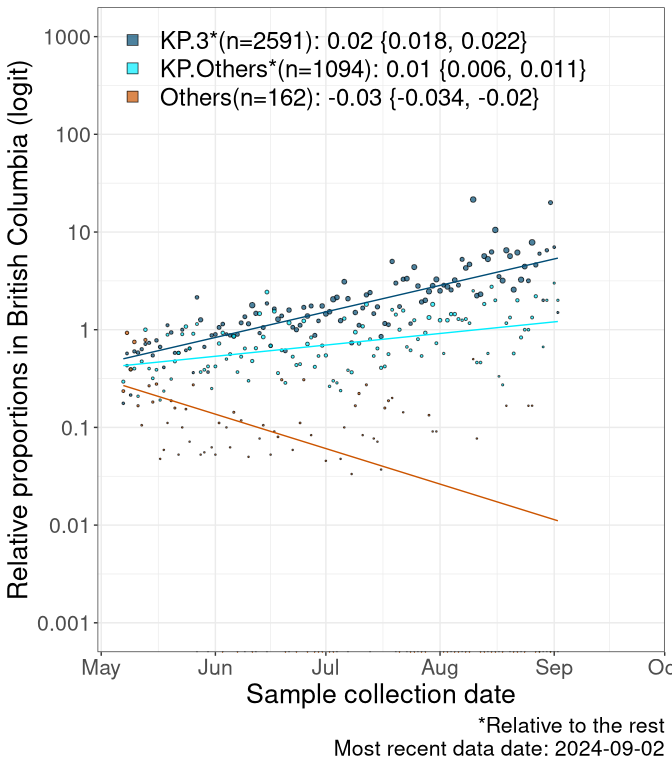 KP.3*(n=2591): 0.02 {0.018, 0.022}
KP.Others*(n=1094): 0.01 {0.006, 0.011}
Others(n=162): -0.03 {-0.034, -0.02}
Relative proportions in British Columbia (logit)
1000
100
10
1
0.1
0.01
0.001
May Jun Jul Aug Sep Oc
Sample collection date
*Relative to the rest
Most recent data date: 2024-09-02